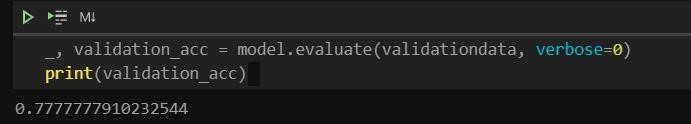 M↓
_, validation_acc = model.evaluate(validationdata, verbose=0)
print(validation_acc)
0.7777777910232544